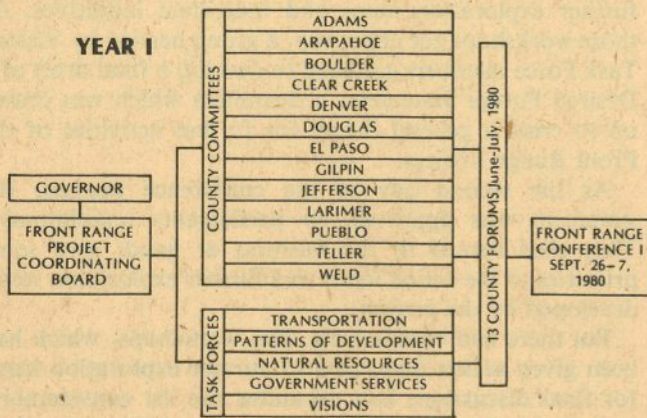 YEAR I
GOVERNOR
FRONT RANGE
PROJECT
COORDINATING
BOARD
COUNTY COMMITTEES
ADAMS
ARAPAHOE
BOULDER
CLEAR CREEK
DENVER
DOUGLAS
EL PASO
GILPIN
JEFFERSON
LARIMER
PUEBLO
TELLER
WELD
TASK FORCES
TRANSPORTATION
PATTERNS OF DEVELOPMENT
NATURAL RESOURCES
GOVERNMENT SERVICES
VISIONS
13 COUNTY FORUMS June-July, 1980
FRONT RANGE
CONFERENCE I
SEPT. 26-7,
1980